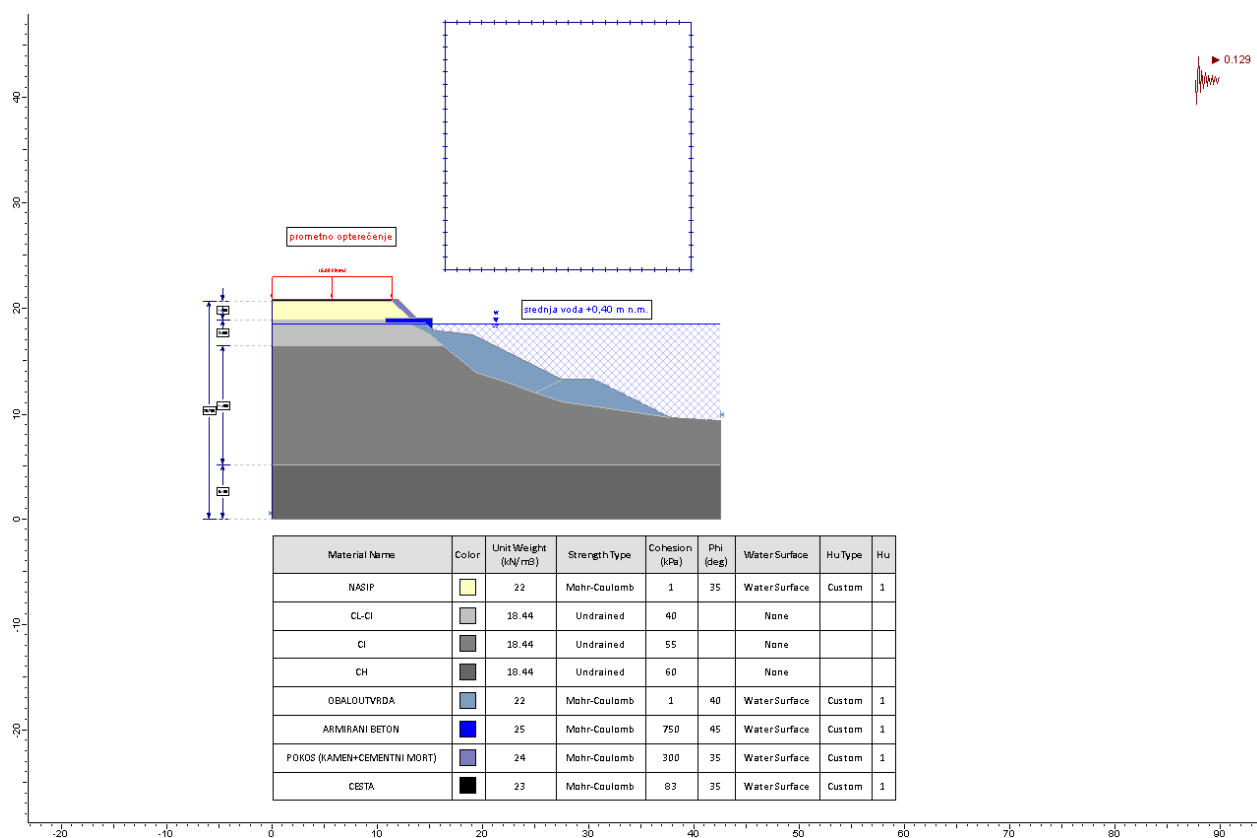 0.129
40
prometno opterećenje
30
srednja voda +0,40 m n.m.
W
20
10
0
Material Name Color Unit Weight (kN/m3) Strength Type Cohesion (kPa) Phi (deg) Water Surface Hu Type Hu
NASIP 22 Mohr-Coulomb 1 35 Water Surface Custom 1
CL-CI 18.44 Undrained 40 None
CI 18.44 Undrained 55 None
CH 18.44 Undrained 60 None
OBALOUTVRDA 22 Mohr-Coulomb 1 40 Water Surface Custom 1
ARMIRANI BETON 25 Mohr-Coulomb 750 45 Water Surface Custom 1
POKOS (KAMEN+CEMENTNI MORT) 24 Mohr-Coulomb 300 35 Water Surface Custom 1
CESTA 23 Mohr-Coulomb 83 35 Water Surface Custom 1
-10
-20
-20 -10 0 10 20 30 40 50 60 70 80 90